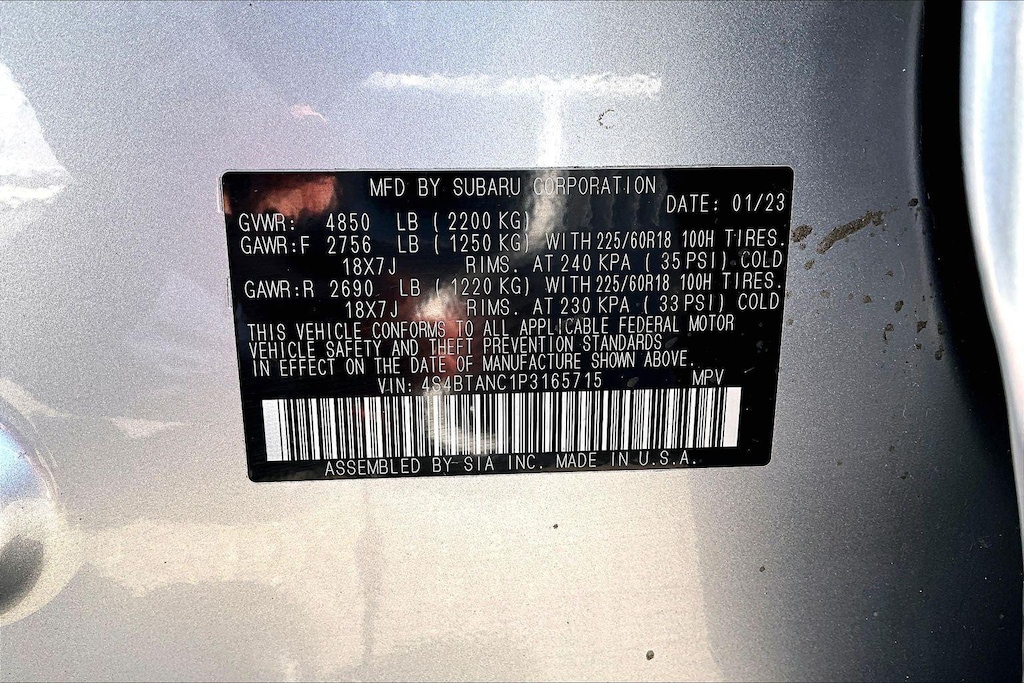 MFD BY SUBARU CORPORATION
DATE: 01/23
GVWR: 4850 LB (2200 KG)
GAWR:F 2756 LB (1250 KG) WITH 225/60R18 100H TIRES.
18X7J RIMS. AT 240 KPA (35 PSI) COLD
GAWR:R 2690 LB (1220 KG) WITH 225/60R18 100H TIRES.
18X7J RIMS. AT 230 KPA (33 PSI) COLD
THIS VEHICLE CONFORMS TO ALL APPLICABLE FEDERAL MOTOR
VEHICLE SAFETY AND THEFT PREVENTION STANDARDS
IN EFFECT ON THE DATE OF MANUFACTURE SHOWN ABOVE.
VIN: 4S4BTANC1P3165715 MPV
ASSEMBLED BY SIA INC. MADE IN U.S.A.